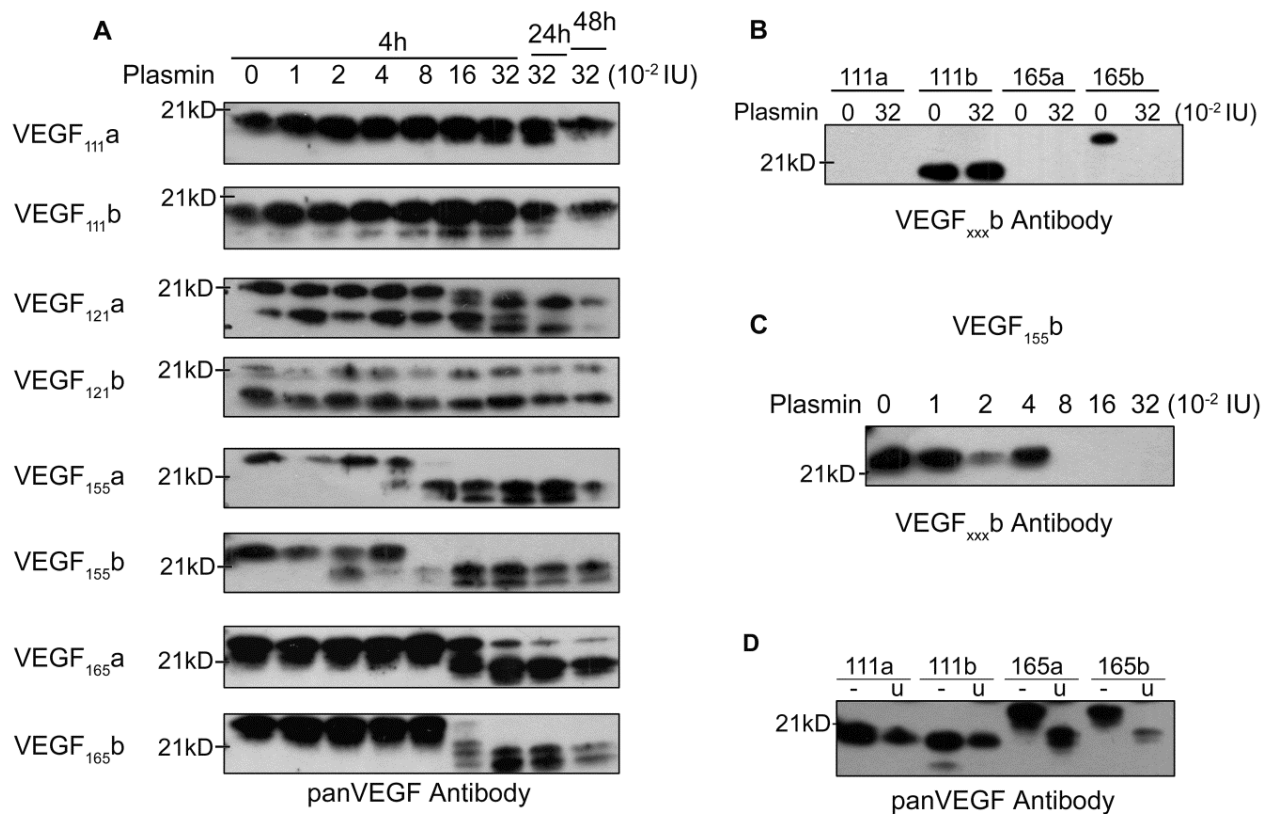 A
4h 24h 48h
Plasmin 0 1 2 4 8 16 32 32 32 (10⁻² IU)
VEGF₁₁₁a 21kD
VEGF₁₁₁b 21kD
VEGF₁₂₁a 21kD
VEGF₁₂₁b 21kD
VEGF₁₅₅a 21kD
VEGF₁₅₅b 21kD
VEGF₁₆₅a 21kD
VEGF₁₆₅b 21kD
panVEGF Antibody
B
111a 111b 165a 165b
Plasmin 0 32 0 32 0 32 0 32 (10⁻² IU)
21kD
VEGFₓₓₓb Antibody
C
VEGF₁₅₅b
Plasmin 0 1 2 4 8 16 32 (10⁻² IU)
21kD
VEGFₓₓₓb Antibody
D
111a 111b 165a 165b
- u - u - u - u
21kD
panVEGF Antibody